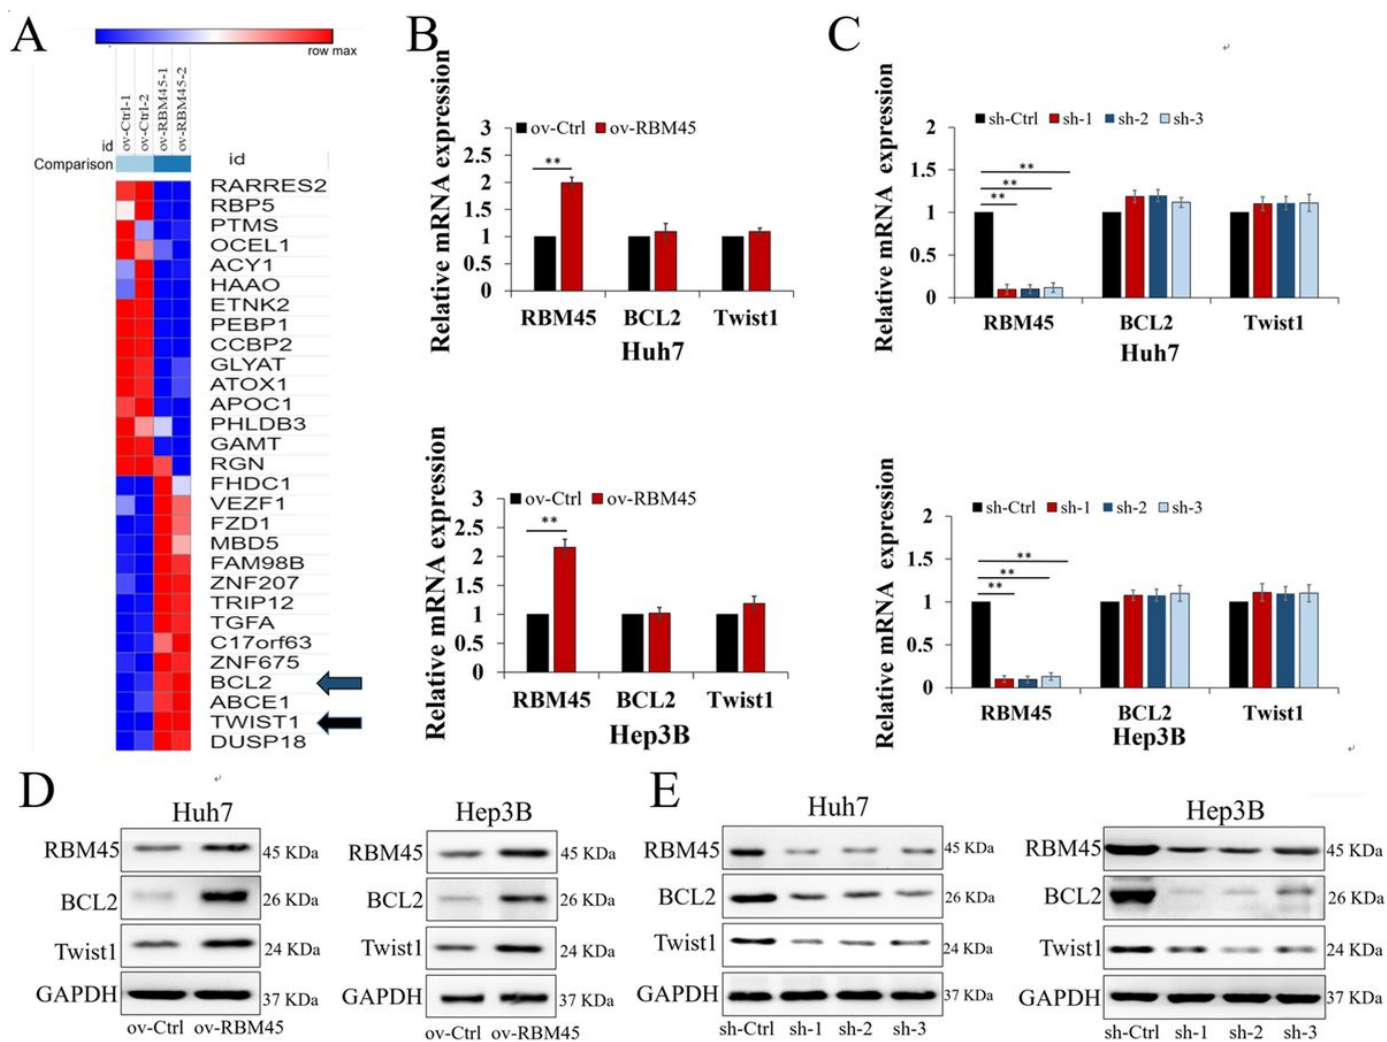 A
row max
ov-Ctrl-1
ov-Ctrl-2
ov-RBM45-1
ov-RBM45-2
id
Comparison
id
RARRES2
RBP5
PTMS
OCEL1
ACY1
HAAO
ETNK2
PEBP1
CCBP2
GLYAT
ATOX1
APOC1
PHLDB3
GAMT
RGN
FHDC1
VEZF1
FZD1
MBD5
FAM98B
ZNF207
TRIP12
TGFA
C17orf63
ZNF675
BCL2
ABCE1
TWIST1
DUSP18
B
Relative mRNA expression
ov-Ctrl ov-RBM45
3
2.5
2
1.5
1
0.5
0
**
RBM45 BCL2 Twist1
Huh7
Relative mRNA expression
ov-Ctrl ov-RBM45
3
2.5
2
1.5
1
0.5
0
**
RBM45 BCL2 Twist1
Hep3B
C
Relative mRNA expression
sh-Ctrl sh-1 sh-2 sh-3
2
1
0
**
**
**
RBM45 BCL2 Twist1
Huh7
Relative mRNA expression
sh-Ctrl sh-1 sh-2 sh-3
2
1
0
**
**
**
RBM45 BCL2 Twist1
Hep3B
D
Huh7
RBM45 45 KDa
BCL2 26 KDa
Twist1 24 KDa
GAPDH 37 KDa
ov-Ctrl ov-RBM45
Hep3B
RBM45 45 KDa
BCL2 26 KDa
Twist1 24 KDa
GAPDH 37 KDa
ov-Ctrl ov-RBM45
E
Huh7
RBM45 45 KDa
BCL2 26 KDa
Twist1 24 KDa
GAPDH 37 KDa
sh-Ctrl sh-1 sh-2 sh-3
Hep3B
RBM45 45 KDa
BCL2 26 KDa
Twist1 24 KDa
GAPDH 37 KDa
sh-Ctrl sh-1 sh-2 sh-3